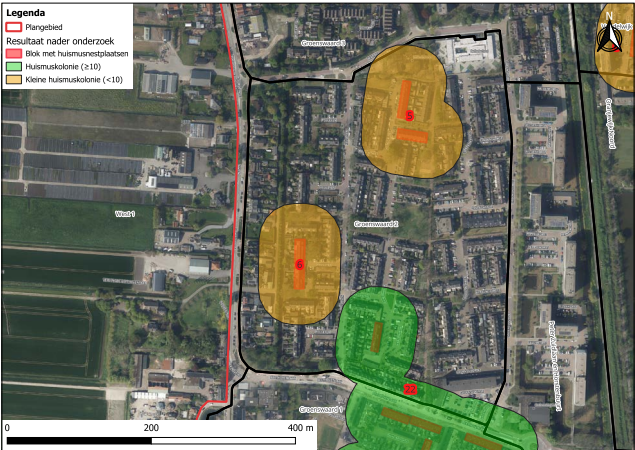 Legenda
Plangebied
Resultaat nader onderzoek
Blok met huismusnestplaatsen
Huismuskolonie (≥10)
Kleine huismuskolonie (<10)
Groenswaard 3
N
5
West 1
Groenswaard 2
6
22
Groenswaard 1
0 200 400 m